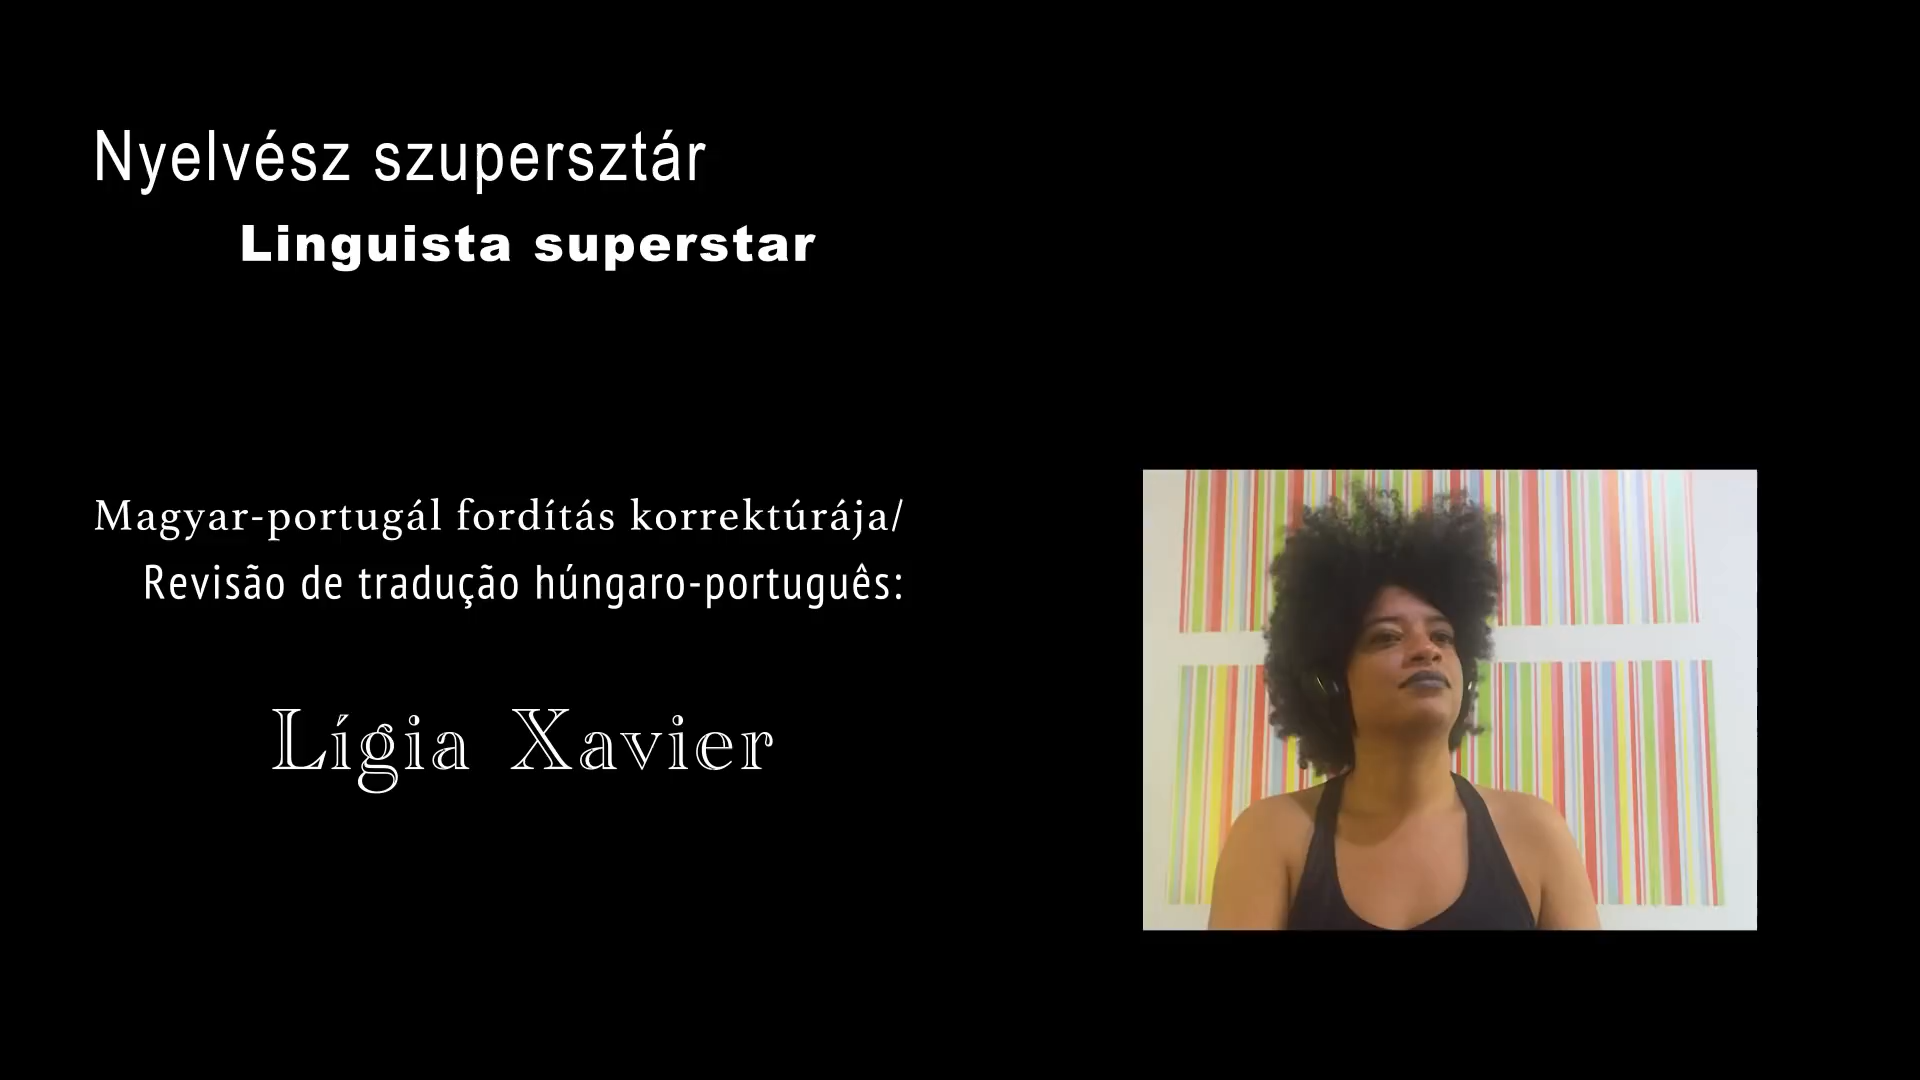 Nyelvész szupersztár
Linguista superstar
Magyar-portugál fordítás korrektúrája/
Revisão de tradução húngaro-português:
Lígia Xavier